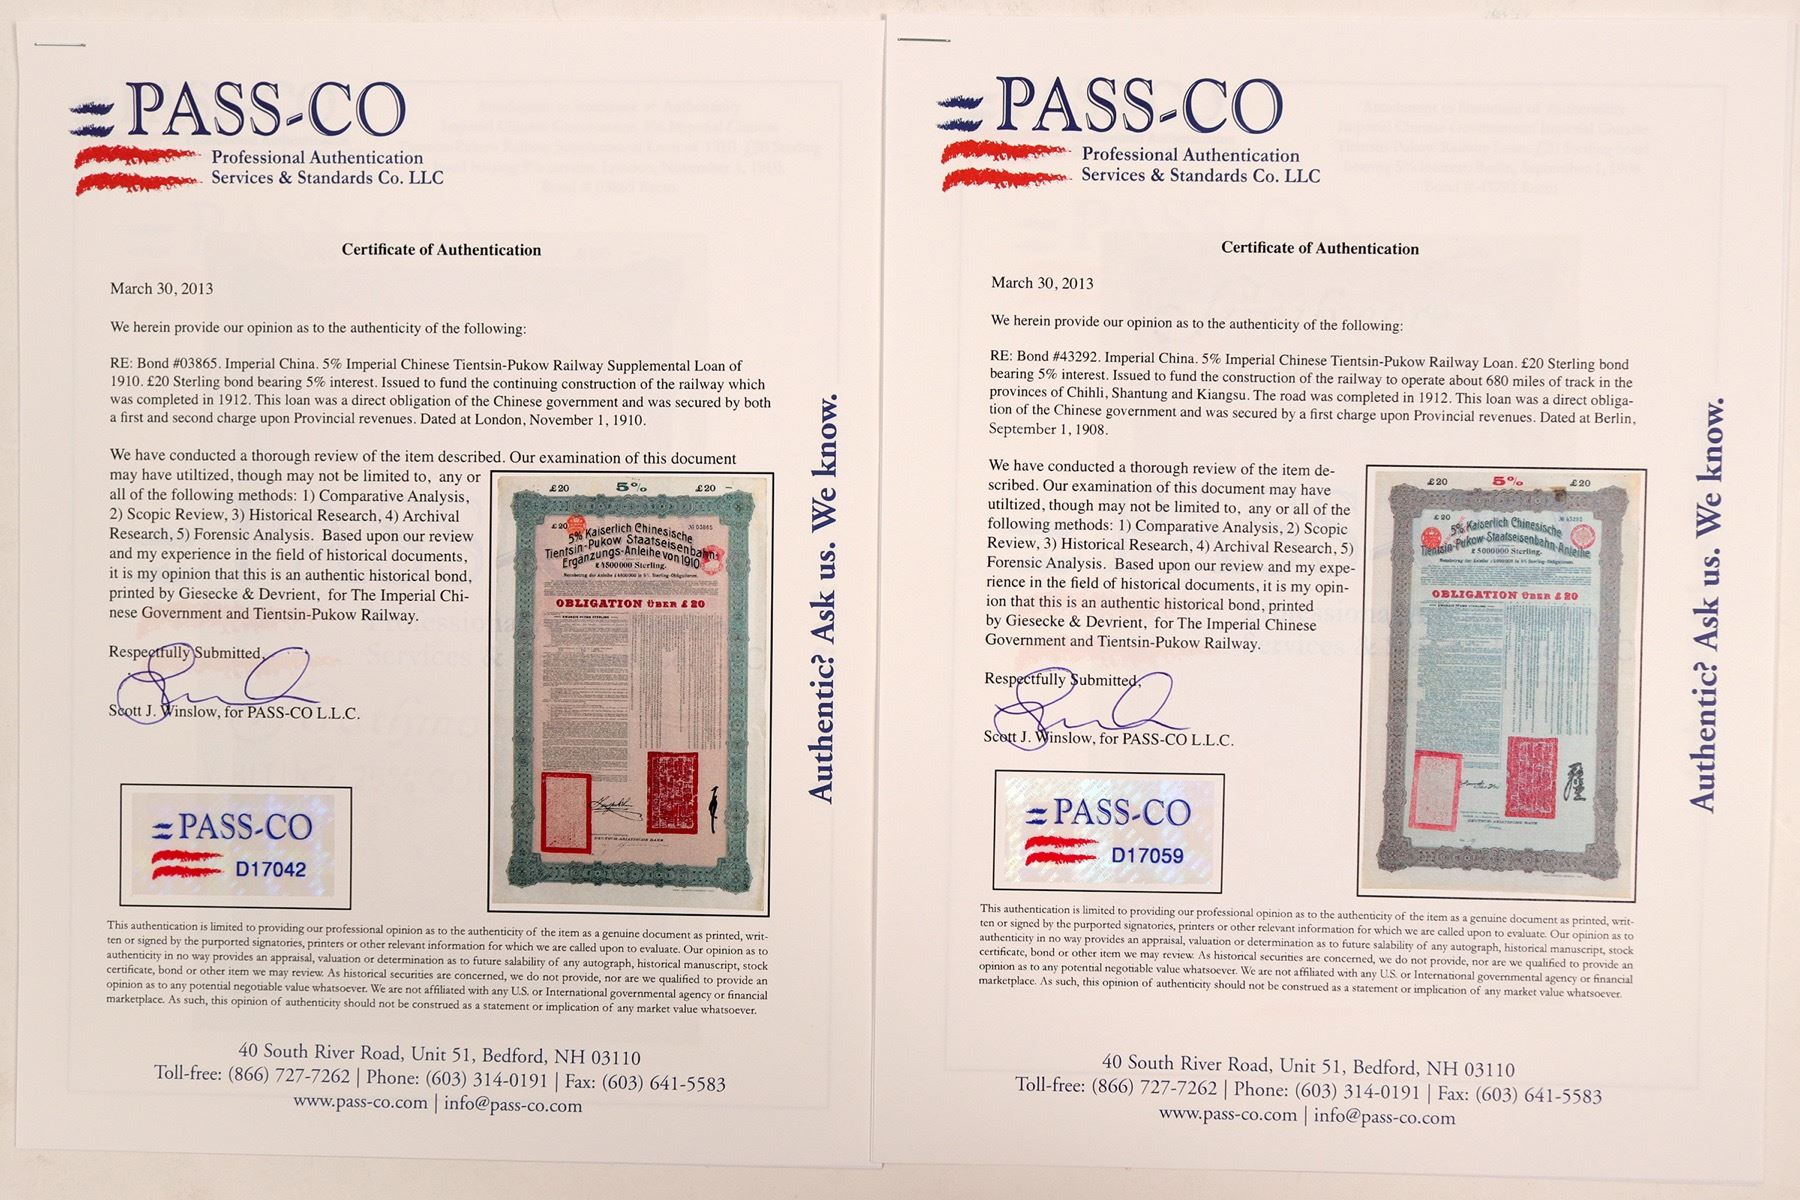 PASS-CO
Professional Authentication
Services & Standards Co. LLC
Certificate of Authentication
March 30, 2013
We herein provide our opinion as to the authenticity of the following:
RE: Bond #03865. Imperial China. 5% Imperial Chinese Tientsin-Pukow Railway Supplemental Loan of
1910. £20 Sterling bond bearing 5% interest. Issued to fund the continuing construction of the railway which
was completed in 1912. This loan was a direct obligation of the Chinese government and was secured by both
a first and second charge upon Provincial revenues. Dated at London, November 1, 1910.
We have conducted a thorough review of the item described. Our examination of this document
may have utiltized, though may not be limited to, any or
all of the following methods: 1) Comparative Analysis,
2) Scopic Review, 3) Historical Research, 4) Archival
Research, 5) Forensic Analysis. Based upon our review
and my experience in the field of historical documents,
it is my opinion that this is an authentic historical bond,
printed by Giesecke & Devrient, for The Imperial Chi-
nese Government and Tientsin-Pukow Railway.
Respectfully Submitted,
Scott J. Winslow, for PASS-CO L.L.C.
£20 5% £20
£20 № 03865
5% Kaiserlich Chinesische
Tientsin-Pukow Staatseisenbahn-
Ergänzungs-Anleihe von 1910
£ 4800000 Sterling.
OBLIGATION ÜBER £ 20
DEUTSCH-ASIATISCHE BANK
PASS-CO
D17042
Authentic? Ask us. We know.
This authentication is limited to providing our professional opinion as to the authenticity of the item as a genuine document as printed, writ-
ten or signed by the purported signatories, printers or other relevant information for which we are called upon to evaluate. Our opinion as to
authenticity in no way provides an appraisal, valuation or determination as to future salability of any autograph, historical manuscript, stock
certificate, bond or other item we may review. As historical securities are concerned, we do not provide, nor are we qualified to provide an
opinion as to any potential negotiable value whatsoever. We are not affiliated with any U.S. or International governmental agency or financial
marketplace. As such, this opinion of authenticity should not be construed as a statement or implication of any market value whatsoever.
40 South River Road, Unit 51, Bedford, NH 03110
Toll-free: (866) 727-7262 | Phone: (603) 314-0191 | Fax: (603) 641-5583
www.pass-co.com | info@pass-co.com
PASS-CO
Professional Authentication
Services & Standards Co. LLC
Certificate of Authentication
March 30, 2013
We herein provide our opinion as to the authenticity of the following:
RE: Bond #43292. Imperial China. 5% Imperial Chinese Tientsin-Pukow Railway Loan. £20 Sterling bond
bearing 5% interest. Issued to fund the construction of the railway to operate about 680 miles of track in the
provinces of Chihli, Shantung and Kiangsu. The road was completed in 1912. This loan was a direct obliga-
tion of the Chinese government and was secured by a first charge upon Provincial revenues. Dated at Berlin,
September 1, 1908.
We have conducted a thorough review of the item de-
scribed. Our examination of this document may have
utiltized, though may not be limited to, any or all of the
following methods: 1) Comparative Analysis, 2) Scopic
Review, 3) Historical Research, 4) Archival Research, 5)
Forensic Analysis. Based upon our review and my expe-
rience in the field of historical documents, it is my opin-
ion that this is an authentic historical bond, printed
by Giesecke & Devrient, for The Imperial Chinese
Government and Tientsin-Pukow Railway.
Respectfully Submitted,
Scott J. Winslow, for PASS-CO L.L.C.
£20 5% £20
£20 № 43292
5% Kaiserlich Chinesische
Tientsin-Pukow-Staatseisenbahn-Anleihe
£ 5000000 Sterling.
OBLIGATION ÜBER £ 20
DEUTSCH-ASIATISCHE BANK
PASS-CO
D17059
Authentic? Ask us. We know.
This authentication is limited to providing our professional opinion as to the authenticity of the item as a genuine document as printed, writ-
ten or signed by the purported signatories, printers or other relevant information for which we are called upon to evaluate. Our opinion as to
authenticity in no way provides an appraisal, valuation or determination as to future salability of any autograph, historical manuscript, stock
certificate, bond or other item we may review. As historical securities are concerned, we do not provide, nor are we qualified to provide an
opinion as to any potential negotiable value whatsoever. We are not affiliated with any U.S. or International governmental agency or financial
marketplace. As such, this opinion of authenticity should not be construed as a statement or implication of any market value whatsoever.
40 South River Road, Unit 51, Bedford, NH 03110
Toll-free: (866) 727-7262 | Phone: (603) 314-0191 | Fax: (603) 641-5583
www.pass-co.com | info@pass-co.com